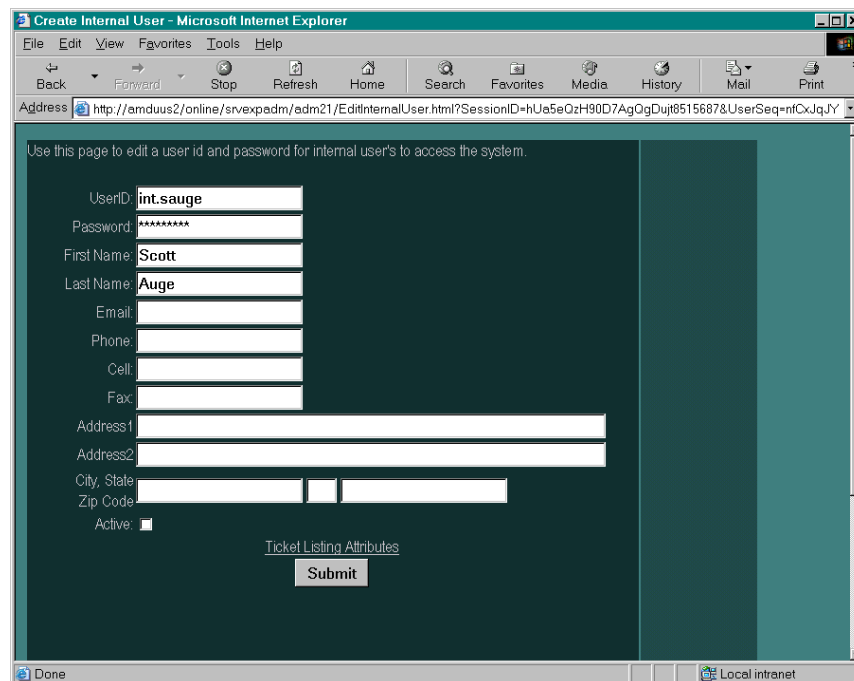 Create Internal User - Microsoft Internet Explorer
File Edit View Favorites Tools Help
Back Forward Stop Refresh Home Search Favorites Media History Mail Print
Address http://amduus2/online/srvexpadm/adm21/EditInternalUser.html?SessionID=hUa5eQzH90D7AgQgDujt8515687&UserSeq=nfCxJqJY
Use this page to edit a user id and password for internal user's to access the system.
UserID: int.sauge
Password: *********
First Name: Scott
Last Name: Auge
Email:
Phone:
Cell:
Fax:
Address1
Address2
City, State
Zip Code
Active:
Ticket Listing Attributes
Submit
Done Local intranet